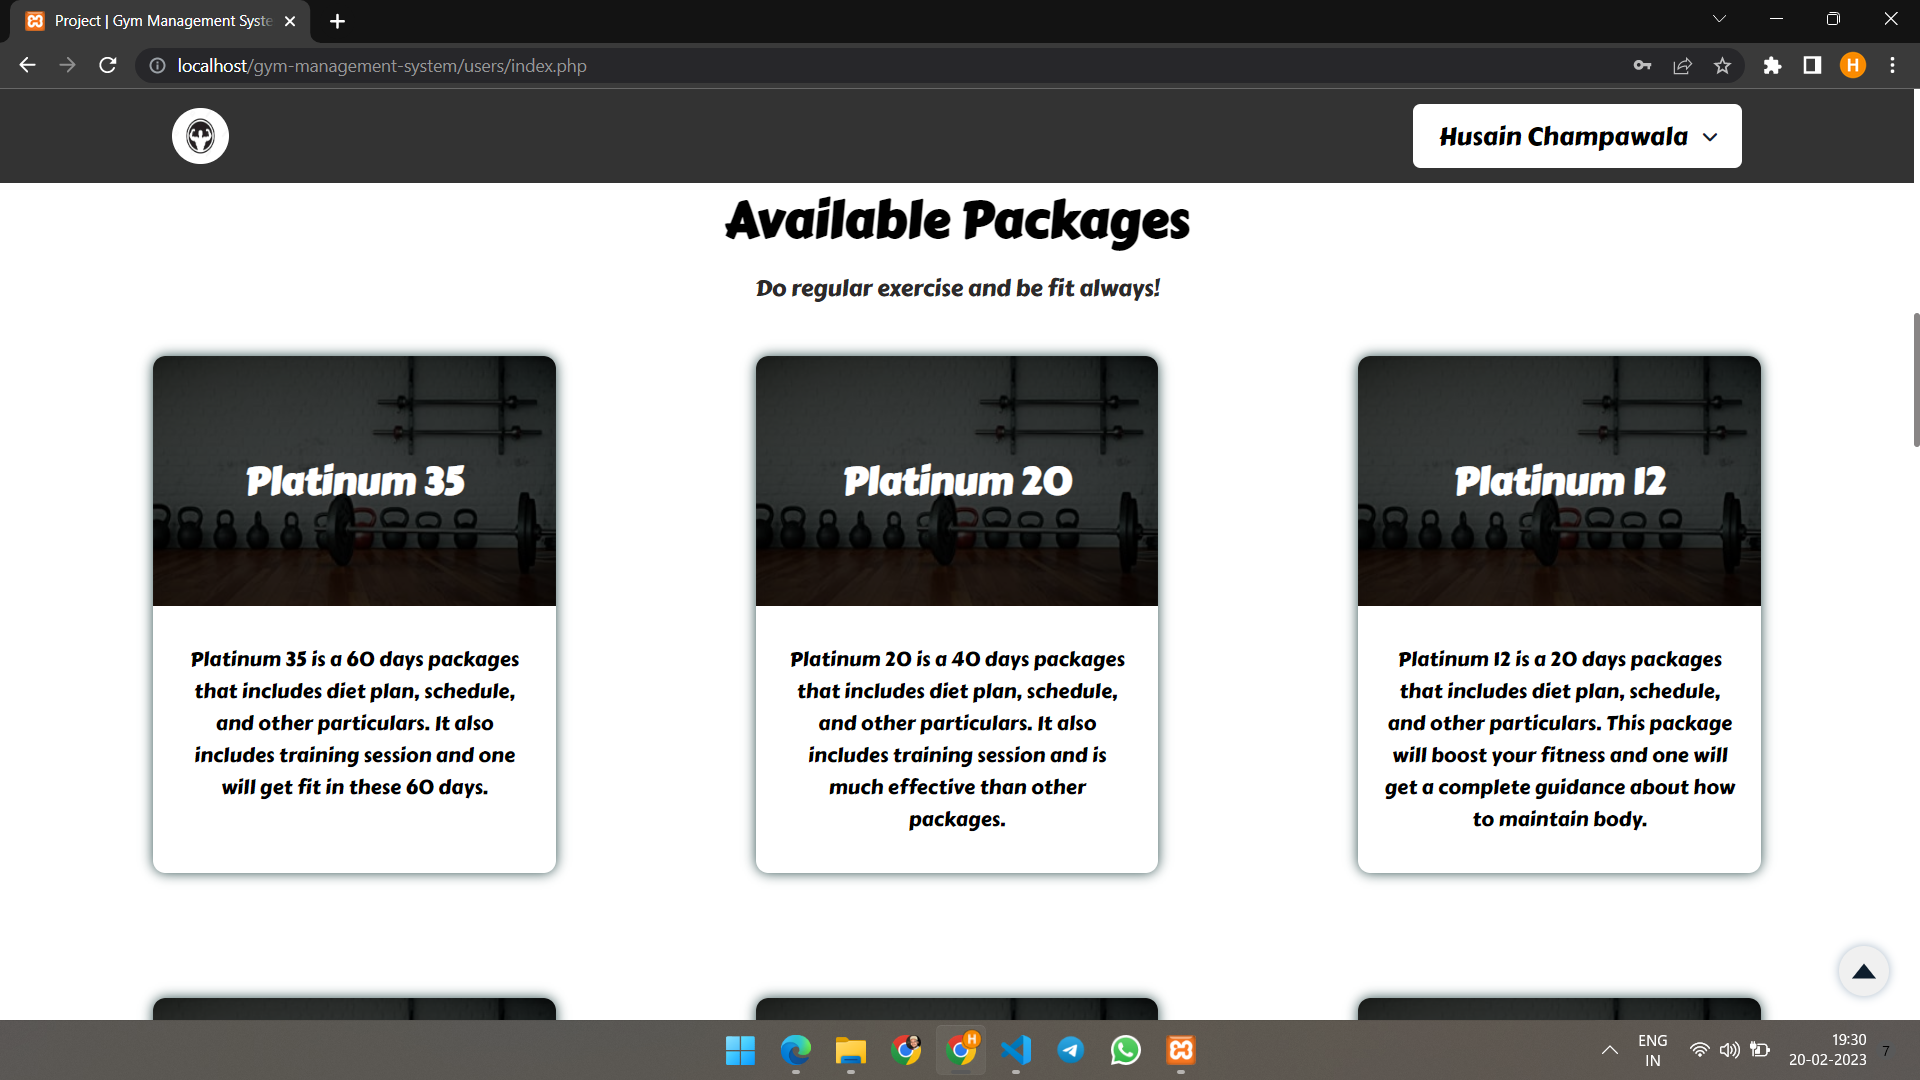 Project | Gym Management Syste
localhost/gym-management-system/users/index.php
H
Husain Champawala
Available Packages
Do regular exercise and be fit always!
Platinum 35
Platinum 35 is a 60 days packages
that includes diet plan, schedule,
and other particulars. It also
includes training session and one
will get fit in these 60 days.
Platinum 20
Platinum 20 is a 40 days packages
that includes diet plan, schedule,
and other particulars. It also
includes training session and is
much effective than other
packages.
Platinum 12
Platinum 12 is a 20 days packages
that includes diet plan, schedule,
and other particulars. This package
will boost your fitness and one will
get a complete guidance about how
to maintain body.
H
ENG
IN
19:30
20-02-2023
7